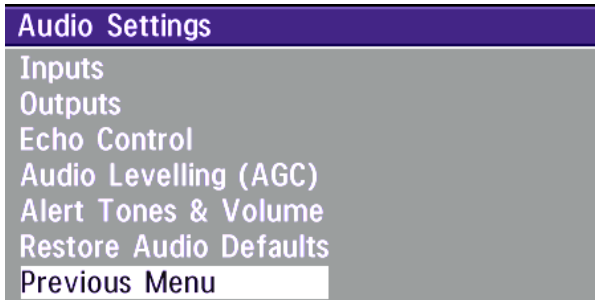 Audio Settings
Inputs
Outputs
Echo Control
Audio Levelling (AGC)
Alert Tones & Volume
Restore Audio Defaults
Previous Menu